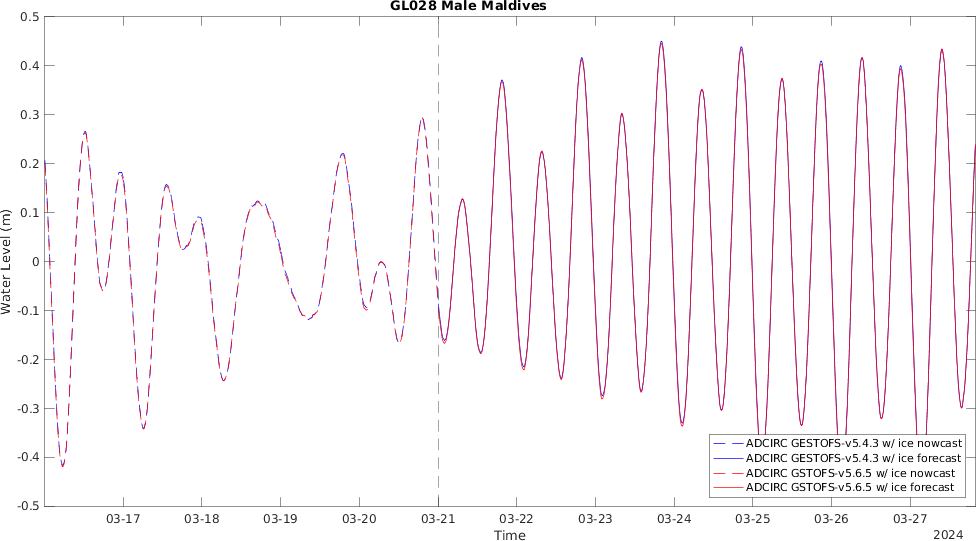 GL028 Male Maldives
0.5
0.4
0.3
0.2
0.1
0
-0.1
-0.2
-0.3
-0.4
-0.5
Water Level (m)
ADCIRC GESTOFS-v5.4.3 w/ ice nowcast
ADCIRC GESTOFS-v5.4.3 w/ ice forecast
ADCIRC GSTOFS-v5.6.5 w/ ice nowcast
ADCIRC GSTOFS-v5.6.5 w/ ice forecast
03-17 03-18 03-19 03-20 03-21 03-22 03-23 03-24 03-25 03-26 03-27
Time
2024